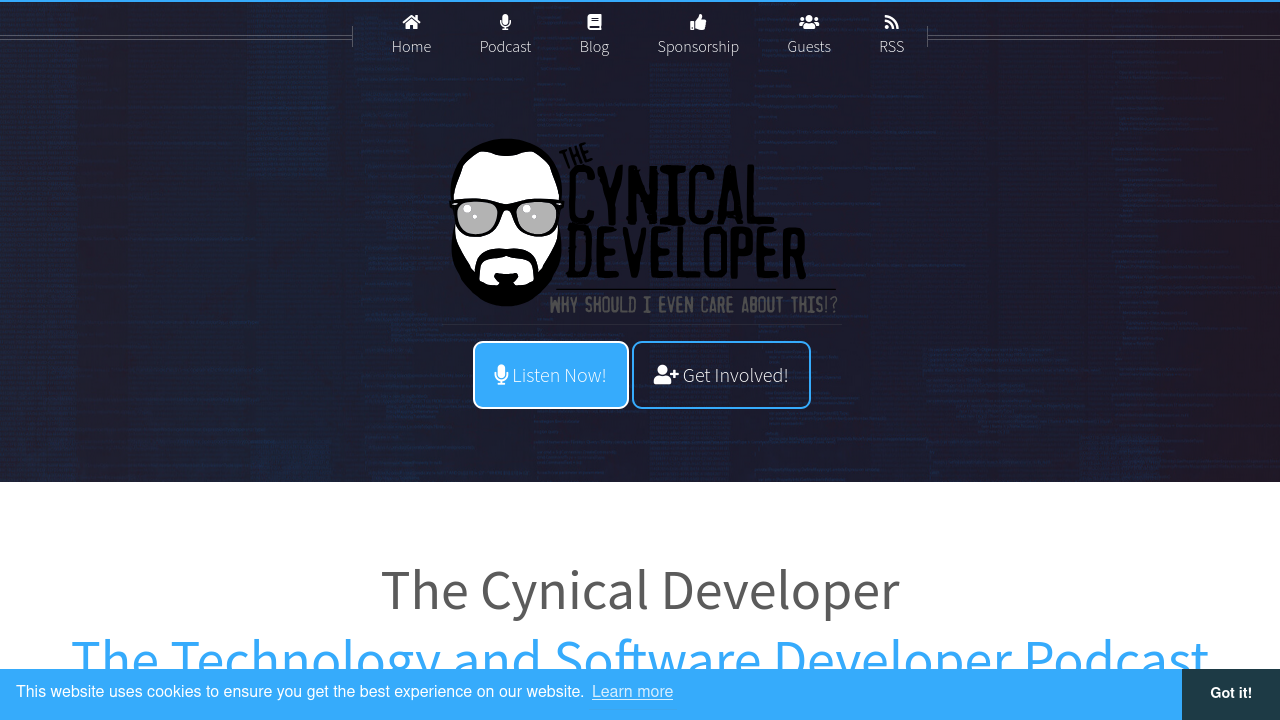 Home
Podcast
Blog
Sponsorship
Guests
RSS
THE
CYNICAL
DEVELOPER
WHY SHOULD I EVEN CARE ABOUT THIS!?
Listen Now!
Get Involved!
The Cynical Developer
The Technology and Software Developer Podcast
This website uses cookies to ensure you get the best experience on our website. Learn more
Got it!